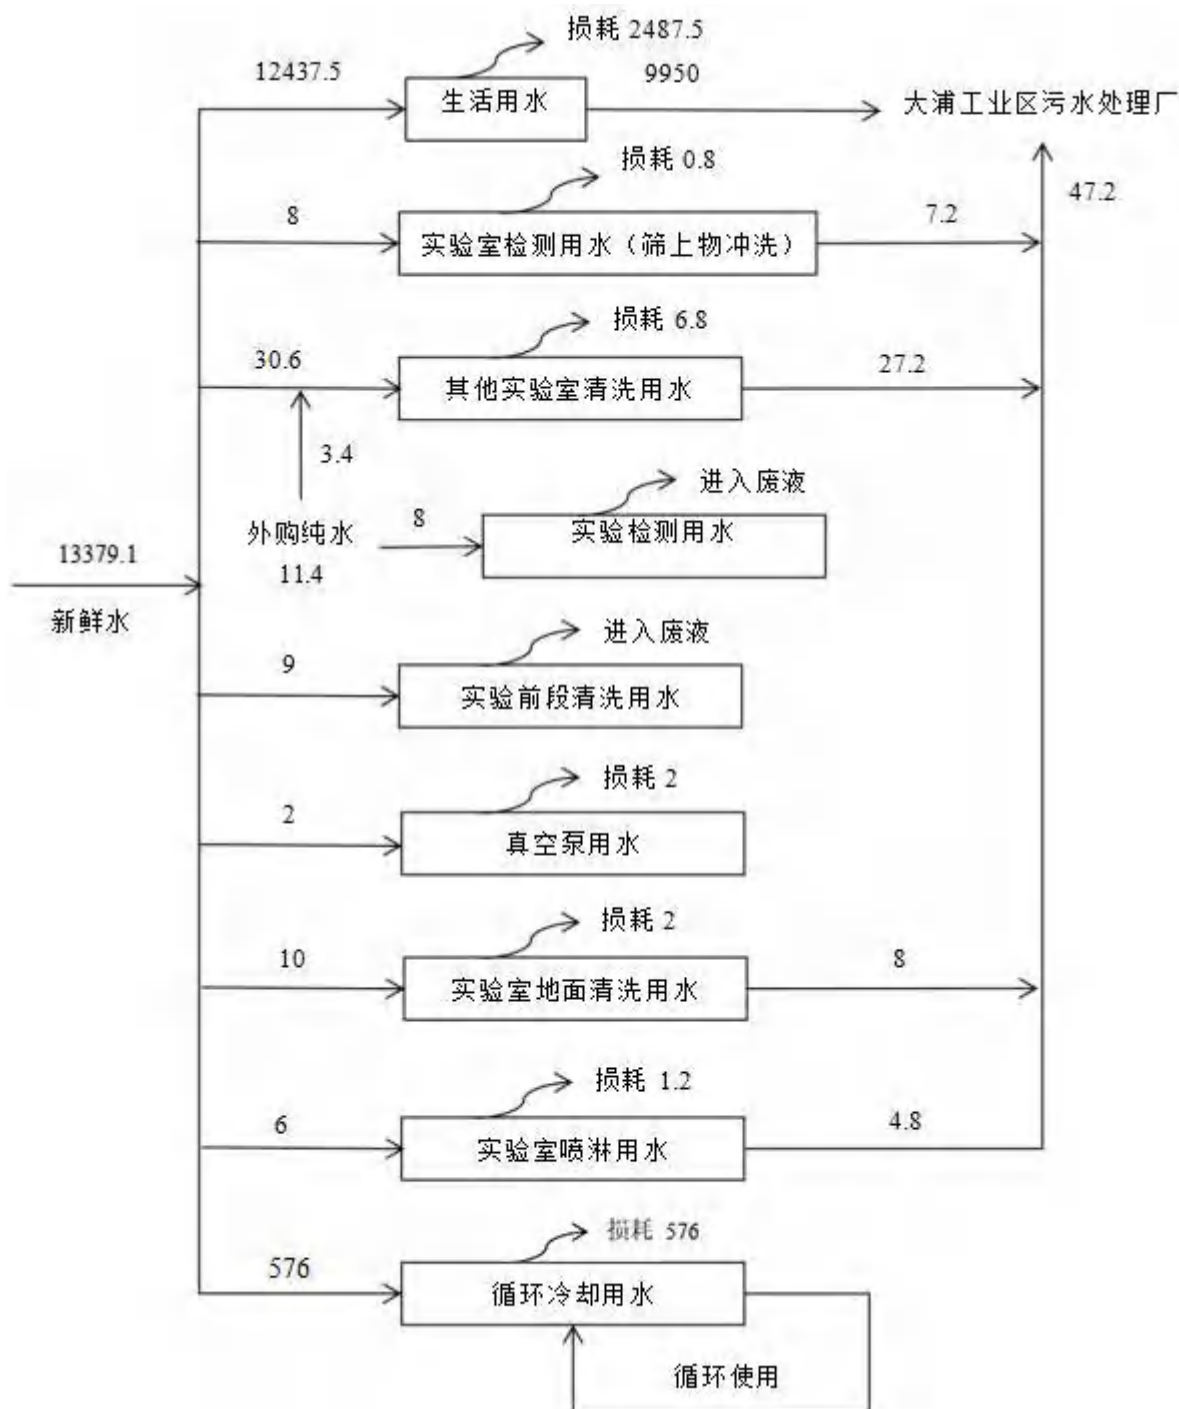 损耗 2487.5
12437.5
9950
生活用水
大浦工业区污水处理厂
损耗 0.8
47.2
8
7.2
实验室检测用水（筛上物冲洗）
损耗 6.8
30.6
27.2
其他实验室清洗用水
3.4
进入废液
8
外购纯水
实验检测用水
13379.1
11.4
新鲜水
进入废液
9
实验前段清洗用水
损耗 2
2
真空泵用水
损耗 2
10
8
实验室地面清洗用水
损耗 1.2
6
4.8
实验室喷淋用水
损耗 576
576
循环冷却用水
循环使用